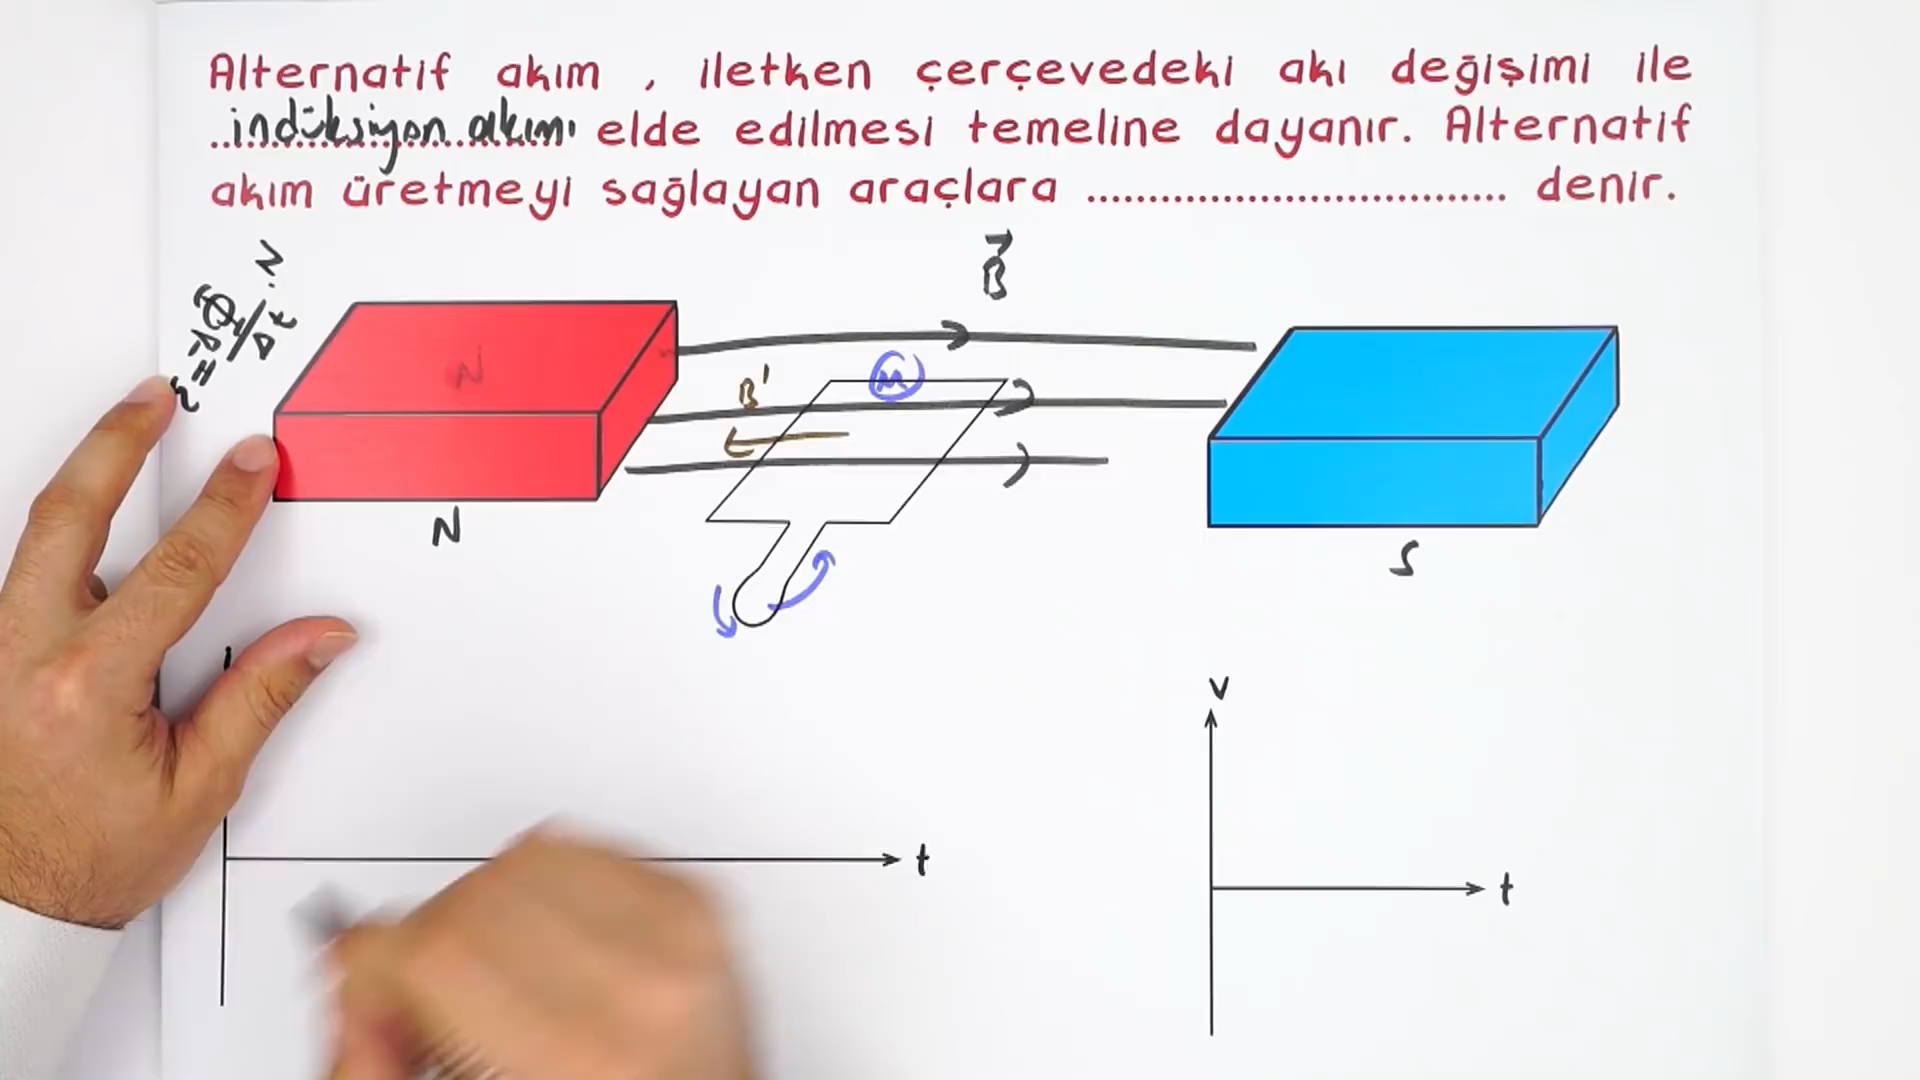 Alternatif akım , iletken çerçevedeki akı değişimi ile
..indüksiyon akımı elde edilmesi temeline dayanır. Alternatif
akım üretmeyi sağlayan araçlara .................................. denir.
B
N
B'
M
N
S
V
t
t